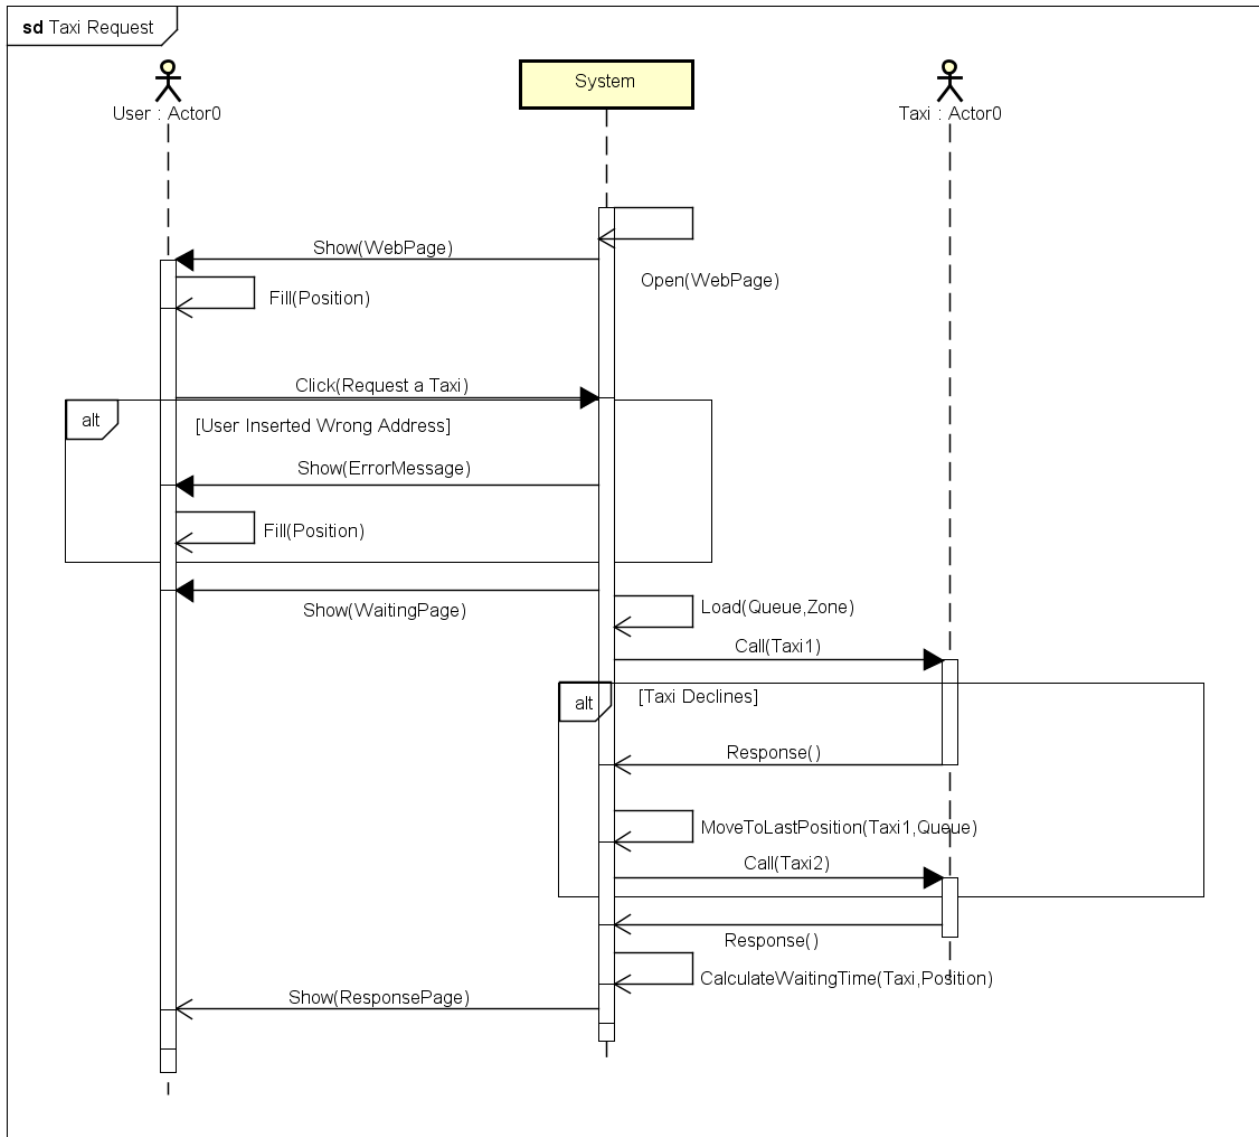 sd Taxi Request
User : Actor0
System
Taxi : Actor0
Show(WebPage)
Open(WebPage)
Fill(Position)
Click(Request a Taxi)
alt
[User Inserted Wrong Address]
Show(ErrorMessage)
Fill(Position)
Show(WaitingPage)
Load(Queue,Zone)
Call(Taxi1)
alt
[Taxi Declines]
Response()
MoveToLastPosition(Taxi1,Queue)
Call(Taxi2)
Response()
CalculateWaitingTime(Taxi,Position)
Show(ResponsePage)